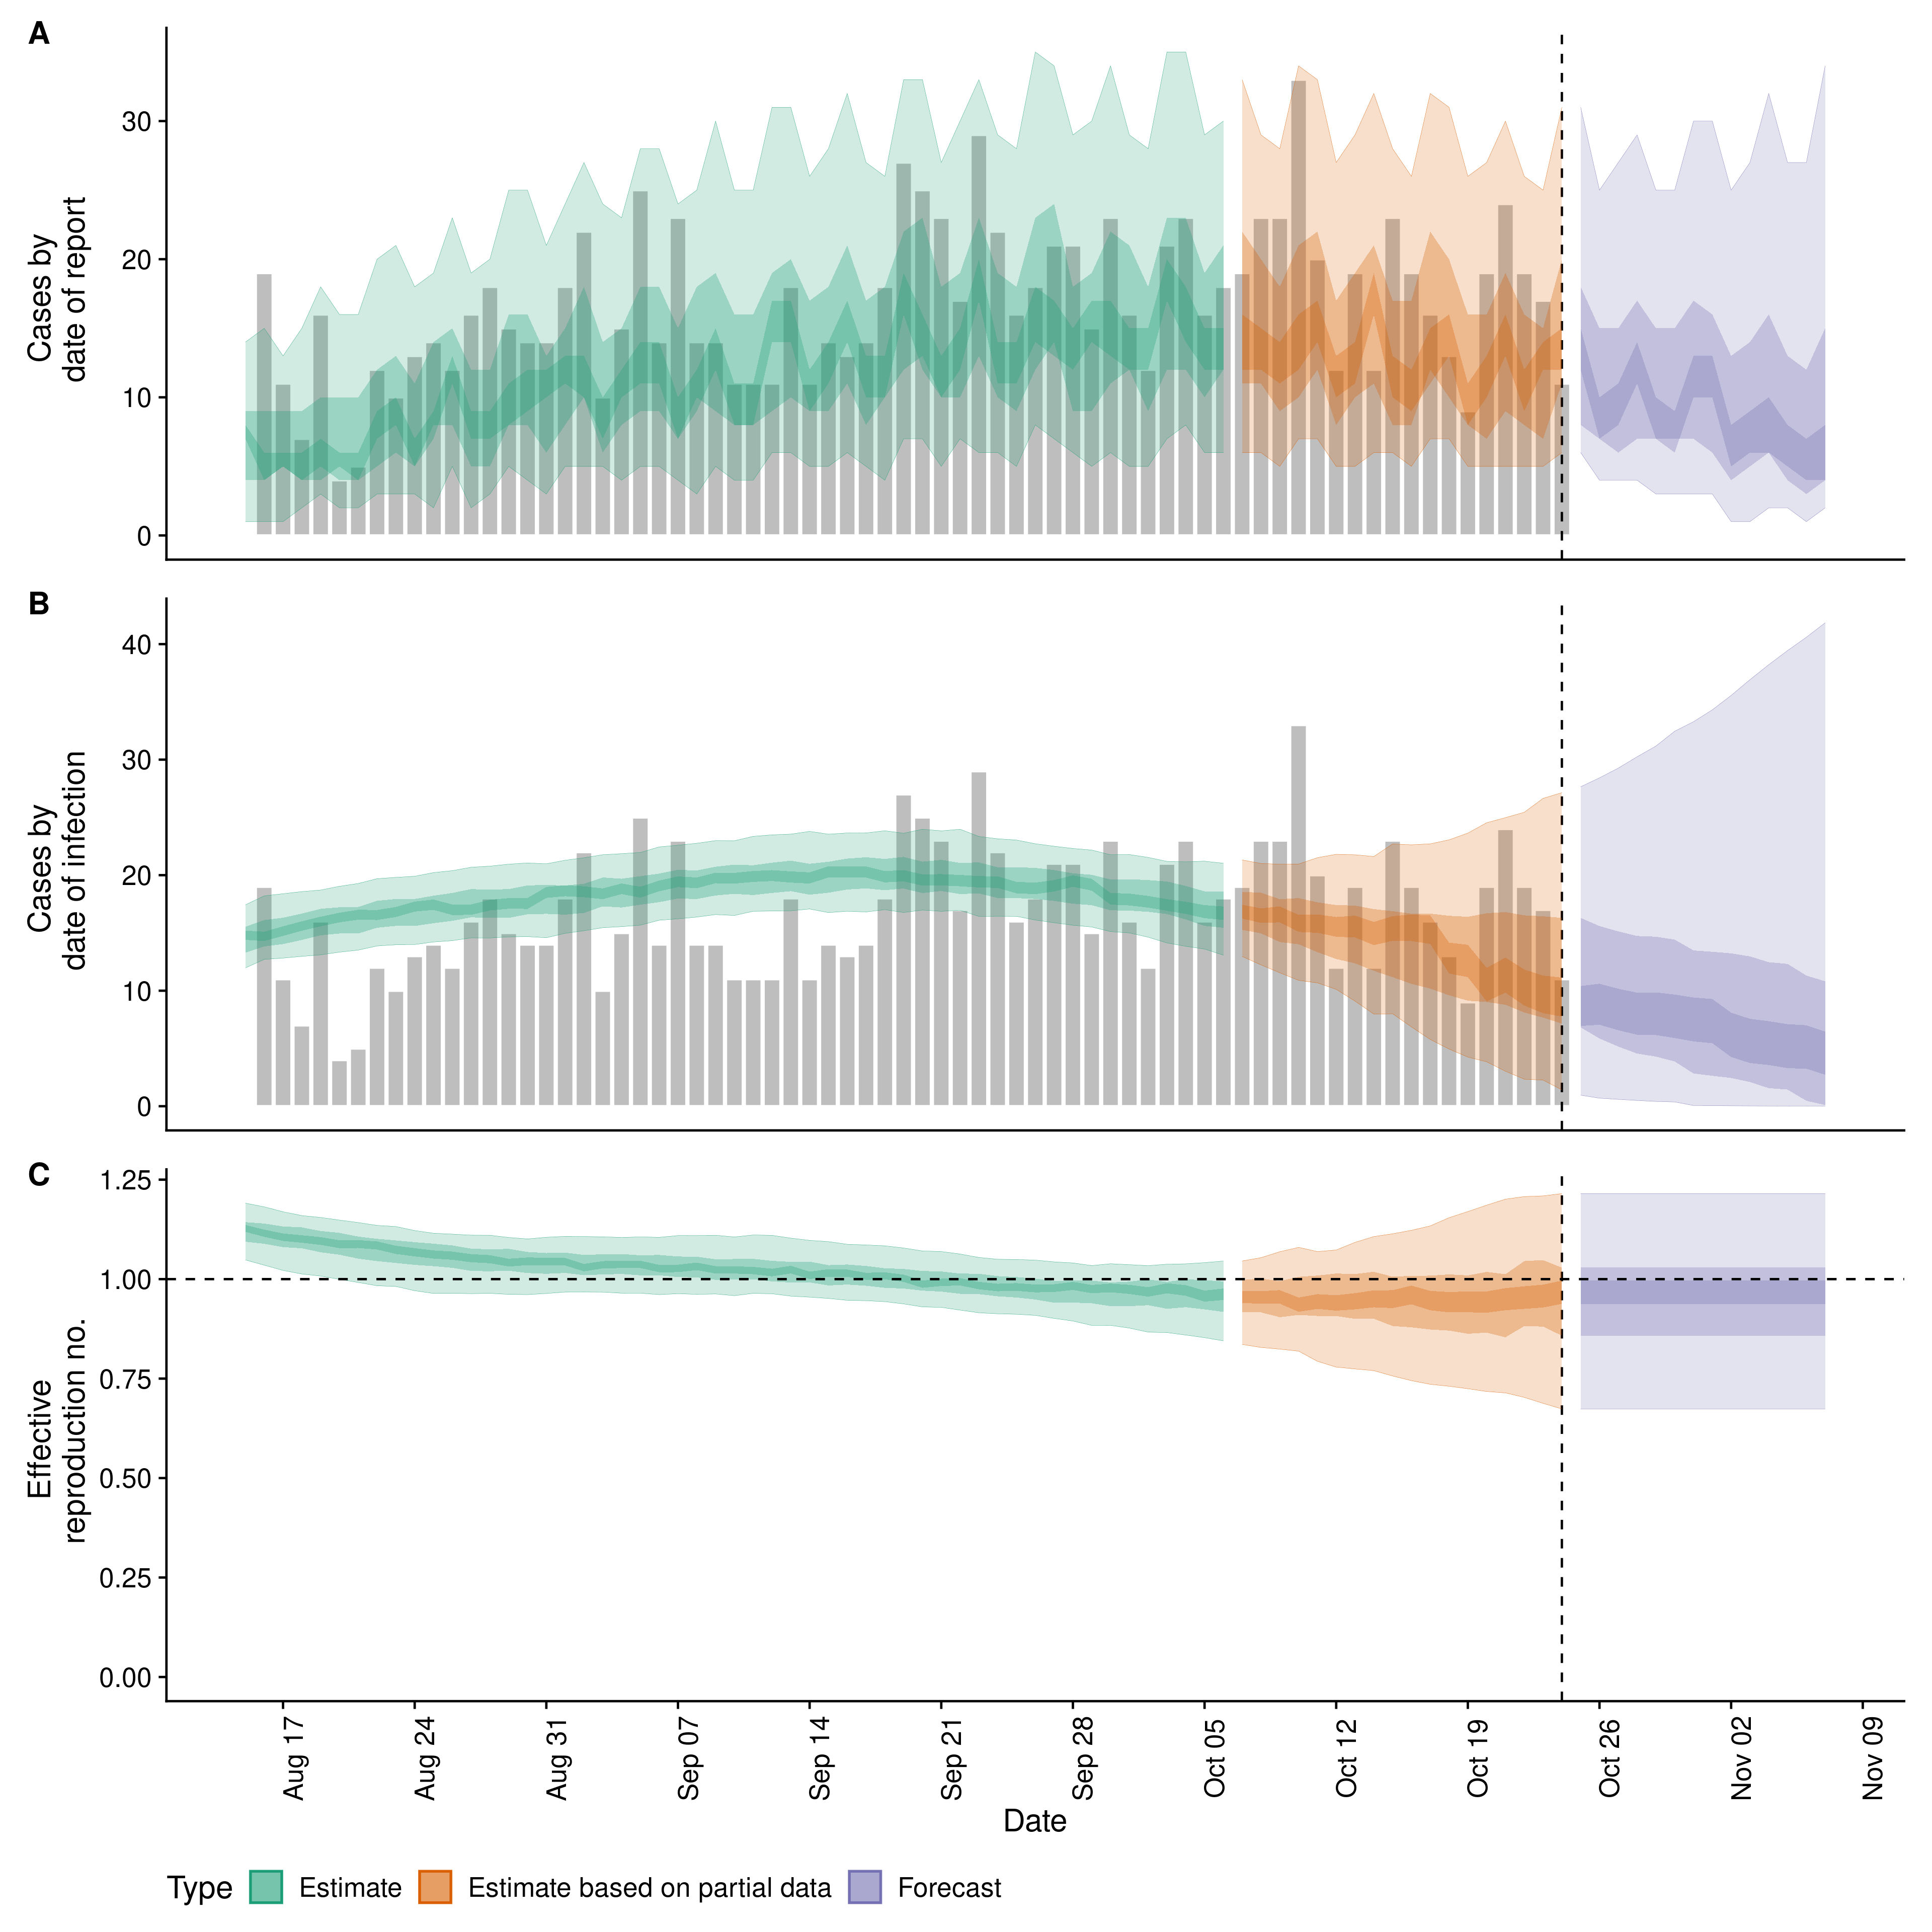 A
Cases by
date of report
30
20
10
0
B
Cases by
date of infection
40
30
20
10
0
C
Effective
reproduction no.
1.25
1.00
0.75
0.50
0.25
0.00
Aug 17
Aug 24
Aug 31
Sep 07
Sep 14
Sep 21
Sep 28
Oct 05
Oct 12
Oct 19
Oct 26
Nov 02
Nov 09
Date
Type Estimate Estimate based on partial data Forecast